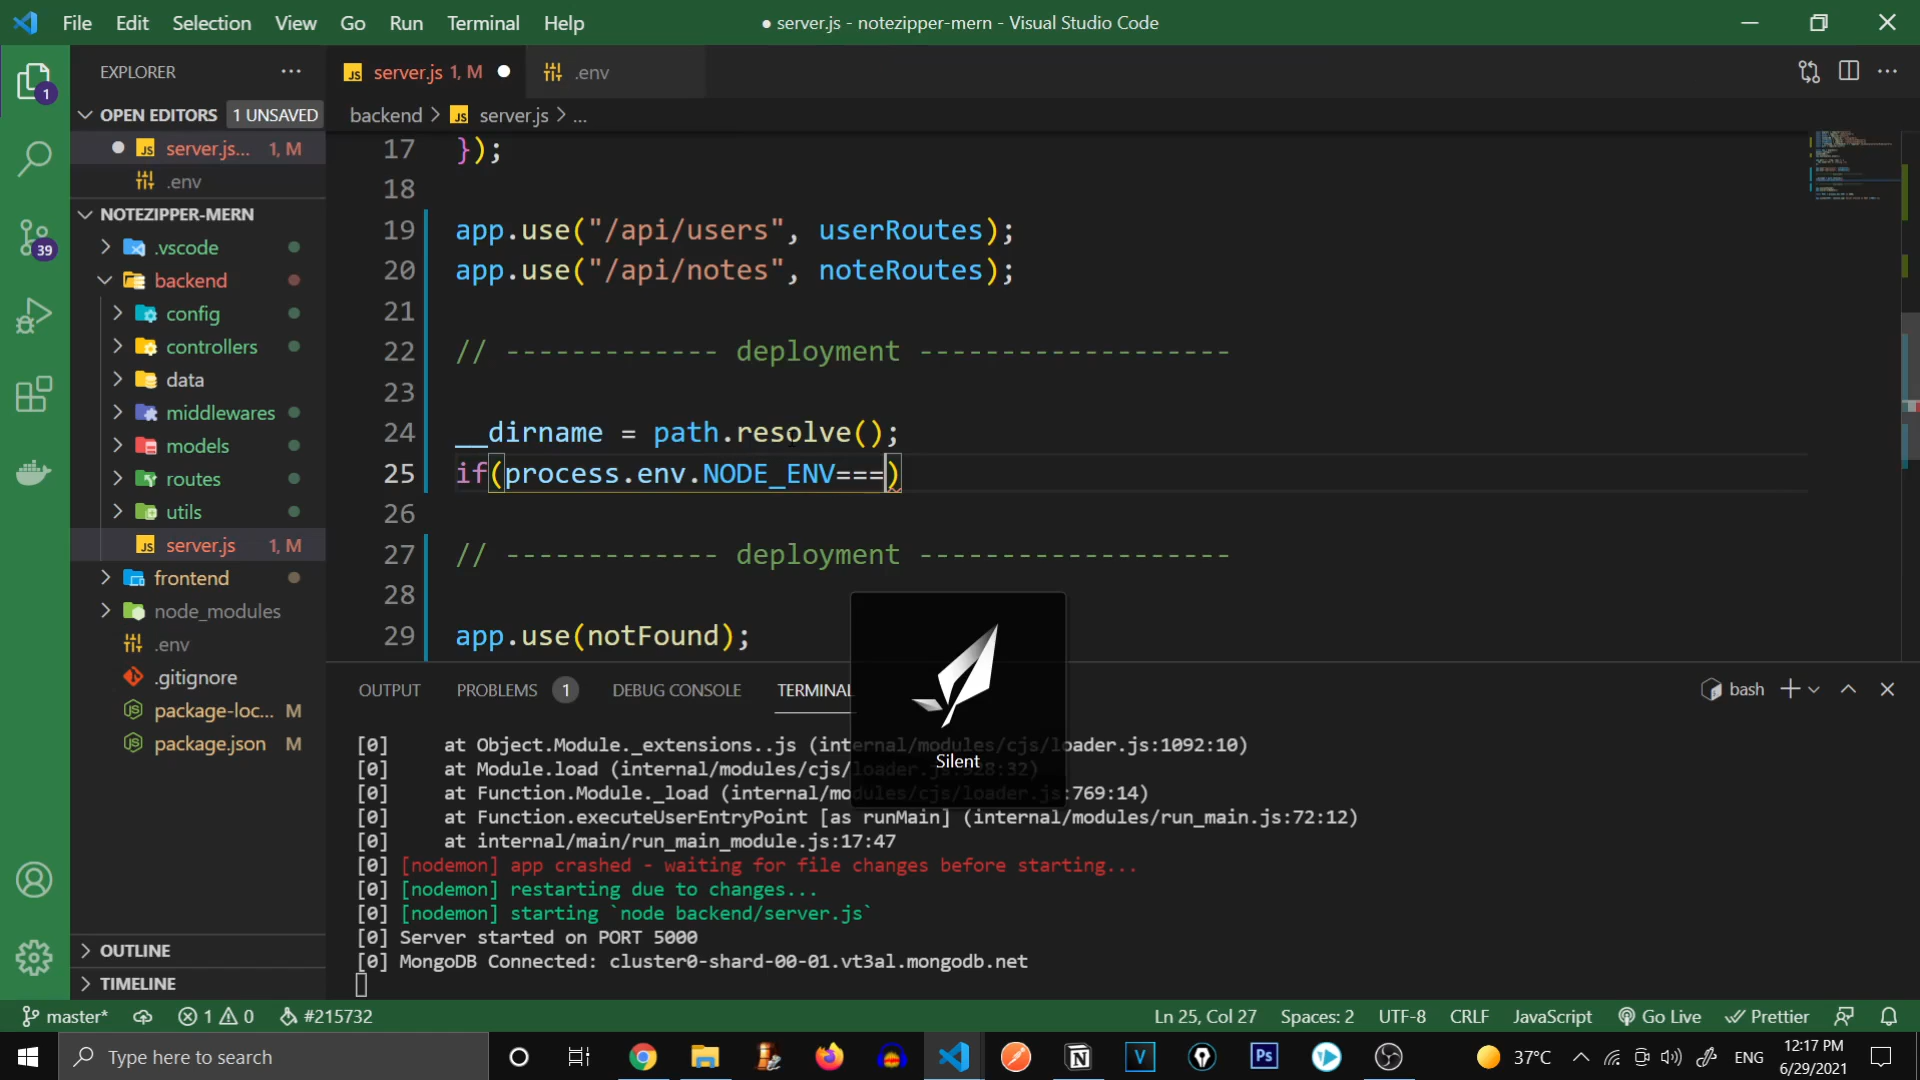 File Edit Selection View Go Run Terminal Help
● server.js - notezipper-mern - Visual Studio Code
EXPLORER
OPEN EDITORS 1 UNSAVED
server.js... 1, M
.env
NOTEZIPPER-MERN
.vscode
backend
config
controllers
data
middlewares
models
routes
utils
server.js 1, M
frontend
node_modules
.env
.gitignore
package-loc... M
package.json M
OUTLINE
TIMELINE
1
39
server.js 1, M
.env
backend > server.js > ...
17 });
18
19 app.use("/api/users", userRoutes);
20 app.use("/api/notes", noteRoutes);
21
22 // ------------- deployment -------------------
23
24 __dirname = path.resolve();
25 if(process.env.NODE_ENV===)
26
27 // ------------- deployment -------------------
28
29 app.use(notFound);
OUTPUT PROBLEMS 1 DEBUG CONSOLE TERMINAL
bash
Silent
[0] at Object.Module._extensions..js (internal/modules/cjs/loader.js:1092:10)
[0] at Module.load (internal/modules/cjs/loader.js:928:32)
[0] at Function.Module._load (internal/modules/cjs/loader.js:769:14)
[0] at Function.executeUserEntryPoint [as runMain] (internal/modules/run_main.js:72:12)
[0] at internal/main/run_main_module.js:17:47
[0] [nodemon] app crashed - waiting for file changes before starting...
[0] [nodemon] restarting due to changes...
[0] [nodemon] starting `node backend/server.js`
[0] Server started on PORT 5000
[0] MongoDB Connected: cluster0-shard-00-01.vt3al.mongodb.net
master* 1 0 #215732
Ln 25, Col 27 Spaces: 2 UTF-8 CRLF JavaScript Go Live Prettier
Type here to search
37°C ENG
12:17 PM
6/29/2021